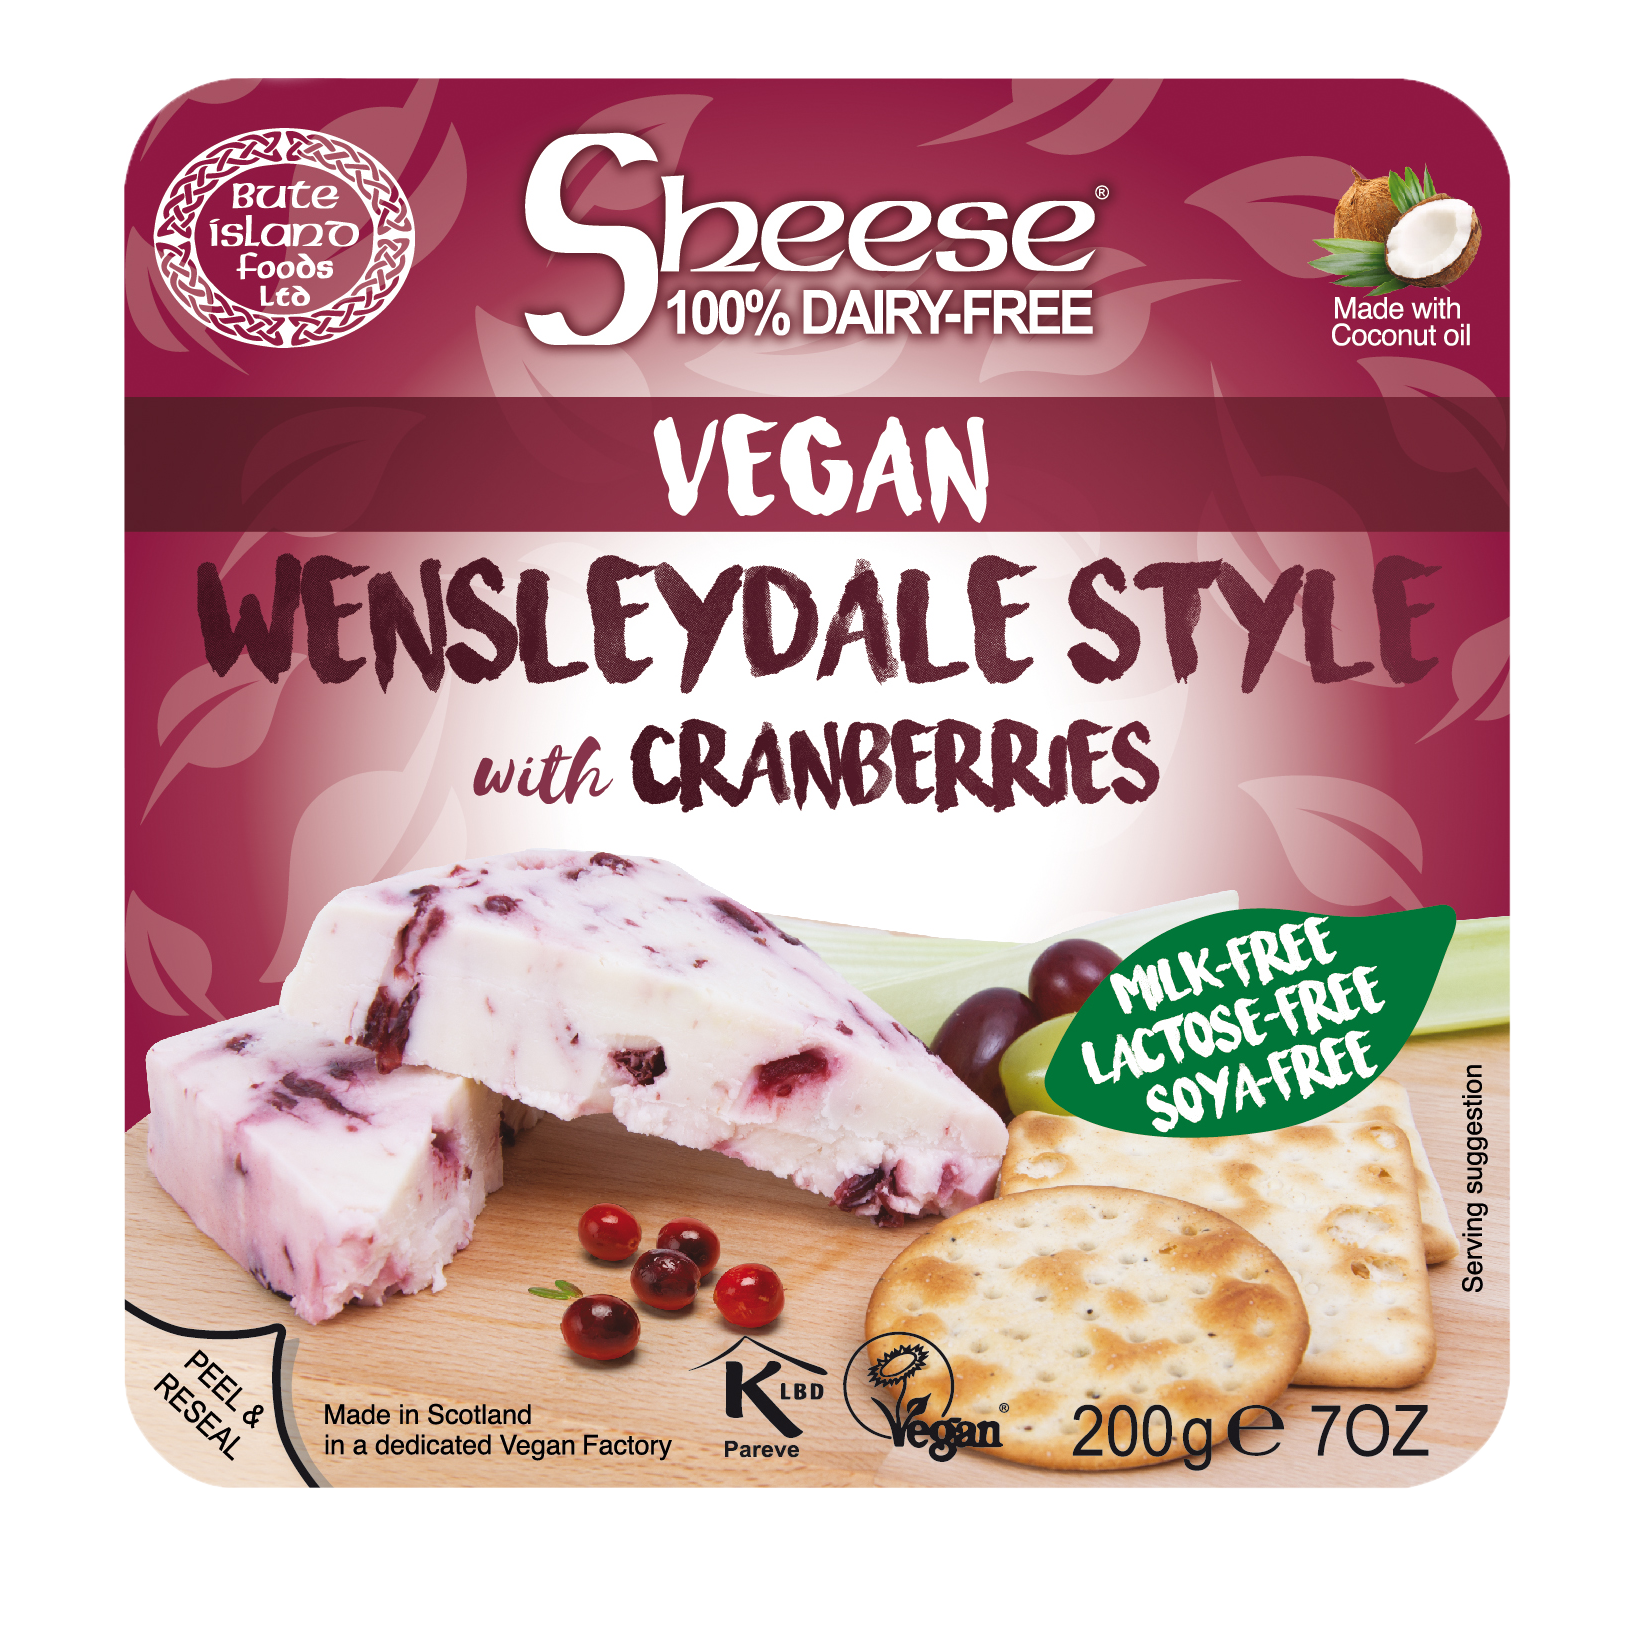 Bute
Island
Foods
Ltd
Sheese®
100% DAIRY-FREE
Made with
Coconut oil
VEGAN
WENSLEYDALE STYLE
with CRANBERRIES
MILK-FREE
LACTOSE-FREE
SOYA-FREE
Serving suggestion
PEEL &
RESEAL
Made in Scotland
in a dedicated Vegan Factory
K LBD
Pareve
Vegan®
200g e 7OZ